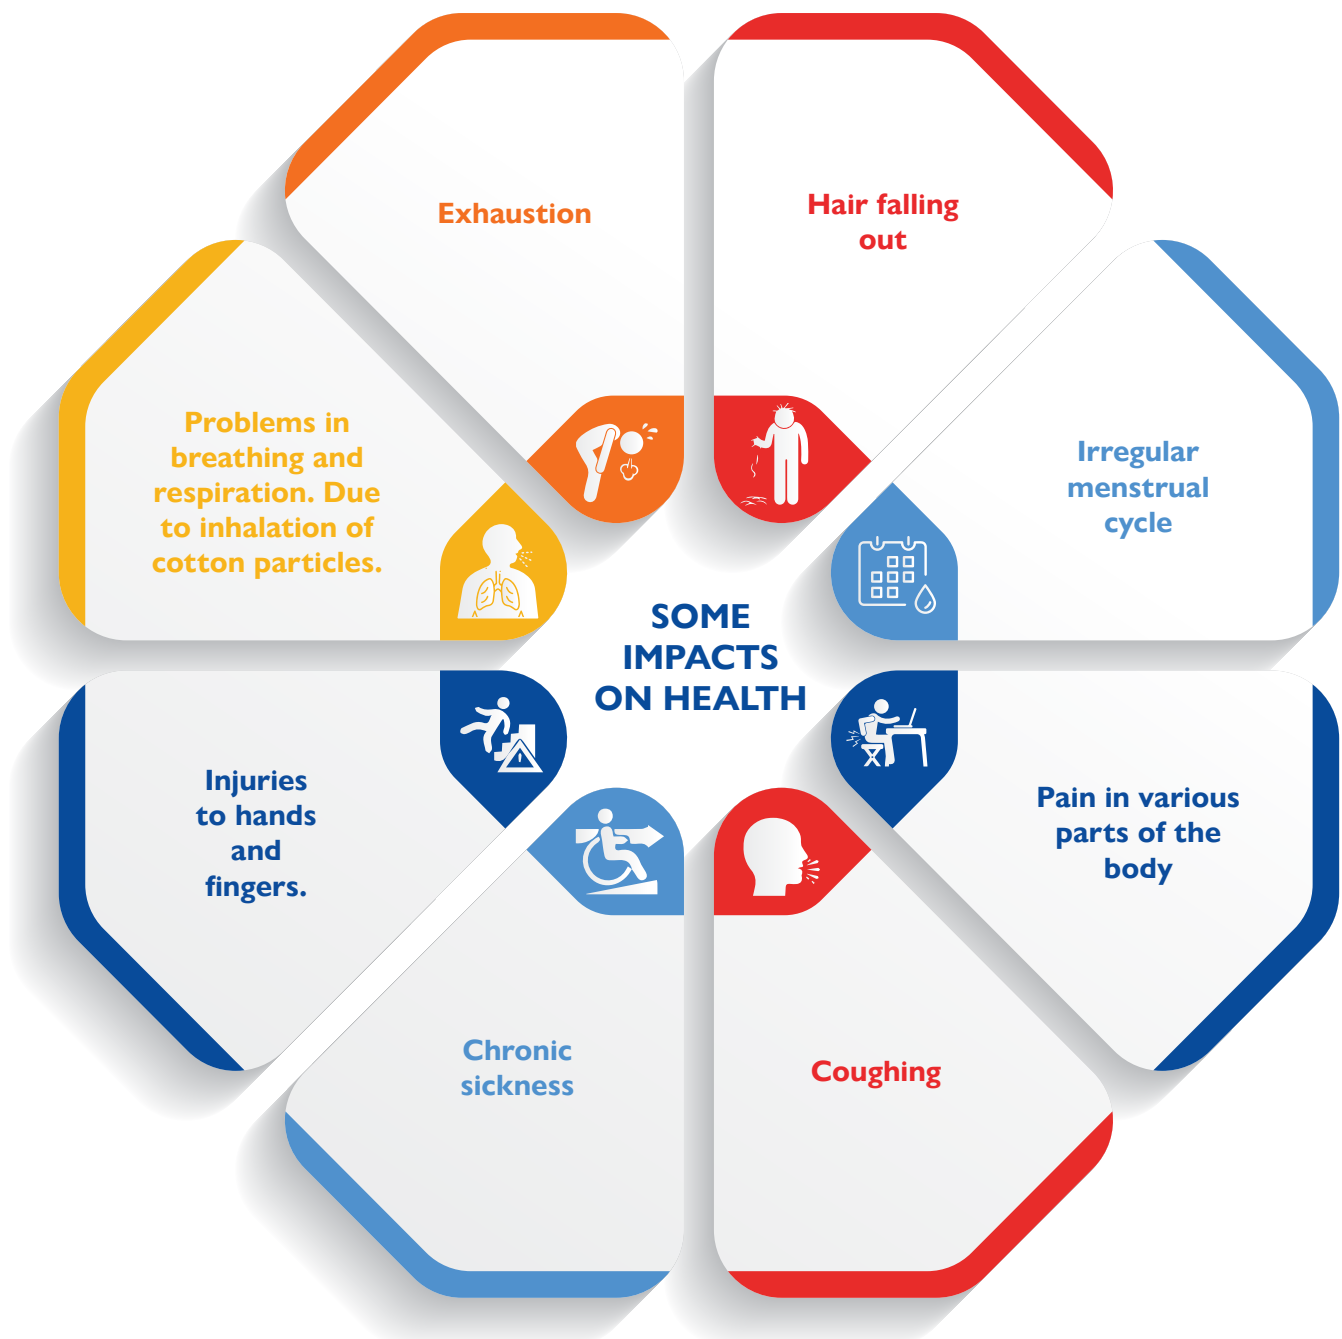 Exhaustion
Hair falling
out
Problems in
breathing and
respiration. Due
to inhalation of
cotton particles.
Irregular
menstrual
cycle
SOME
IMPACTS
ON HEALTH
Injuries
to hands
and
fingers.
Pain in various
parts of the
body
Chronic
sickness
Coughing